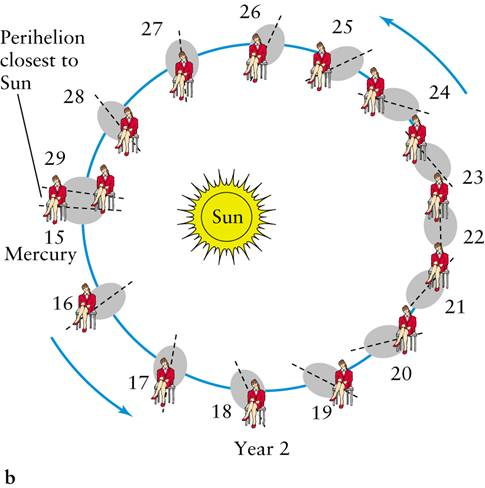 Perihelion
closest to
Sun
27
26
25
24
28
29
23
22
Sun
15
Mercury
16
21
20
17
18
19
Year 2
b